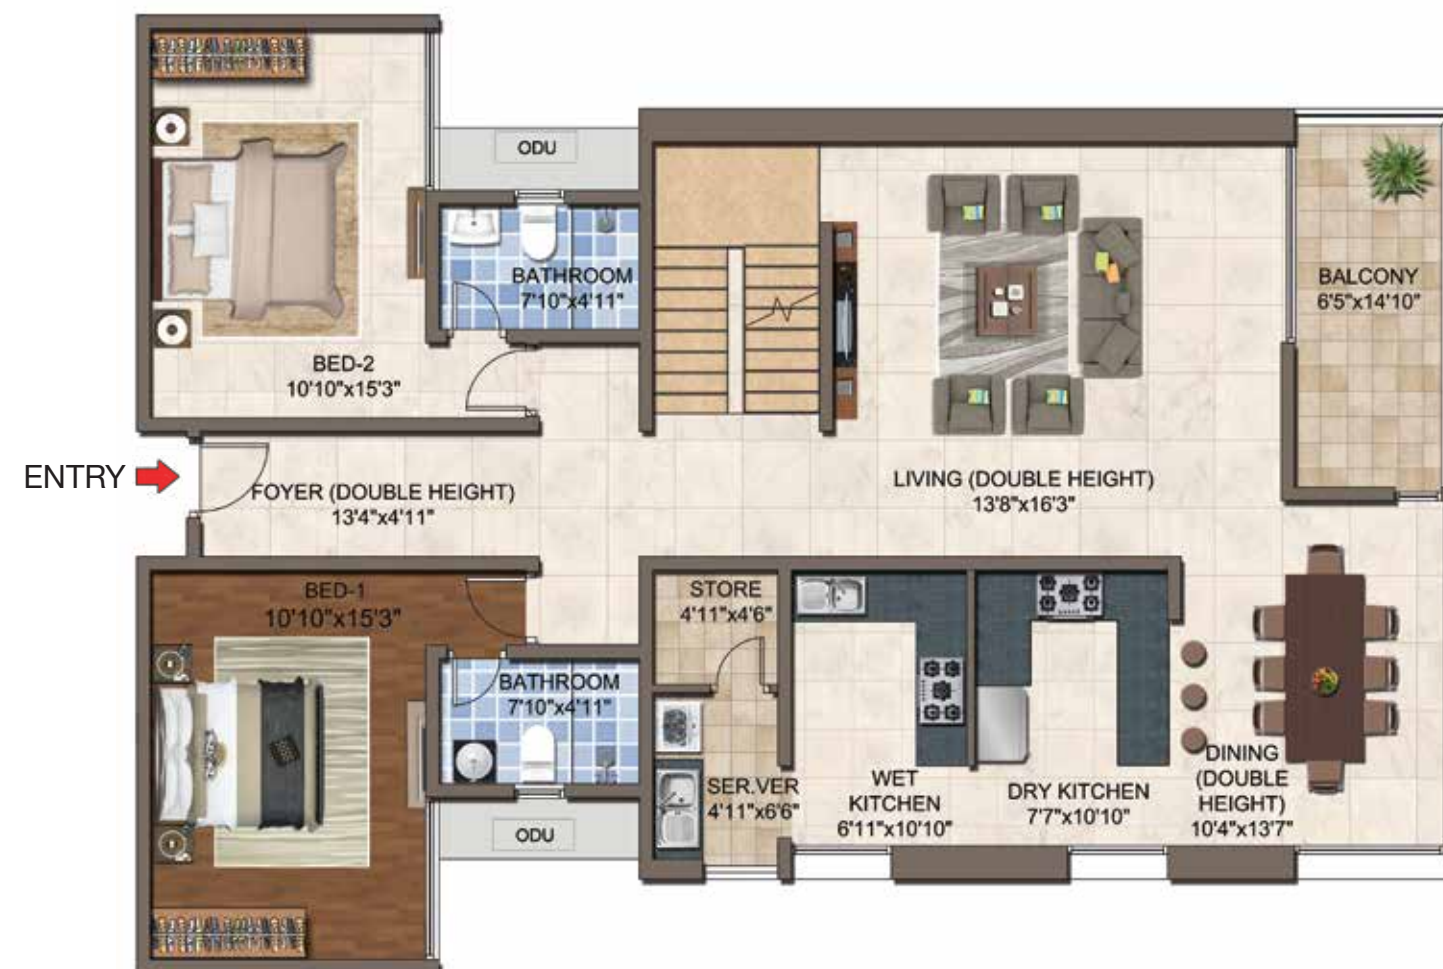 ODU
BATHROOM
7'10"x4'11"
BALCONY
6'5"x14'10"
BED-2
10'10"x15'3"
ENTRY
FOYER (DOUBLE HEIGHT)
13'4"x4'11"
LIVING (DOUBLE HEIGHT)
13'8"x16'3"
BED-1
10'10"x15'3"
STORE
4'11"x4'6"
BATHROOM
7'10"x4'11"
SER.VER
4'11"x6'6"
WET
KITCHEN
6'11"x10'10"
DRY KITCHEN
7'7"x10'10"
DINING
(DOUBLE
HEIGHT)
10'4"x13'7"
ODU